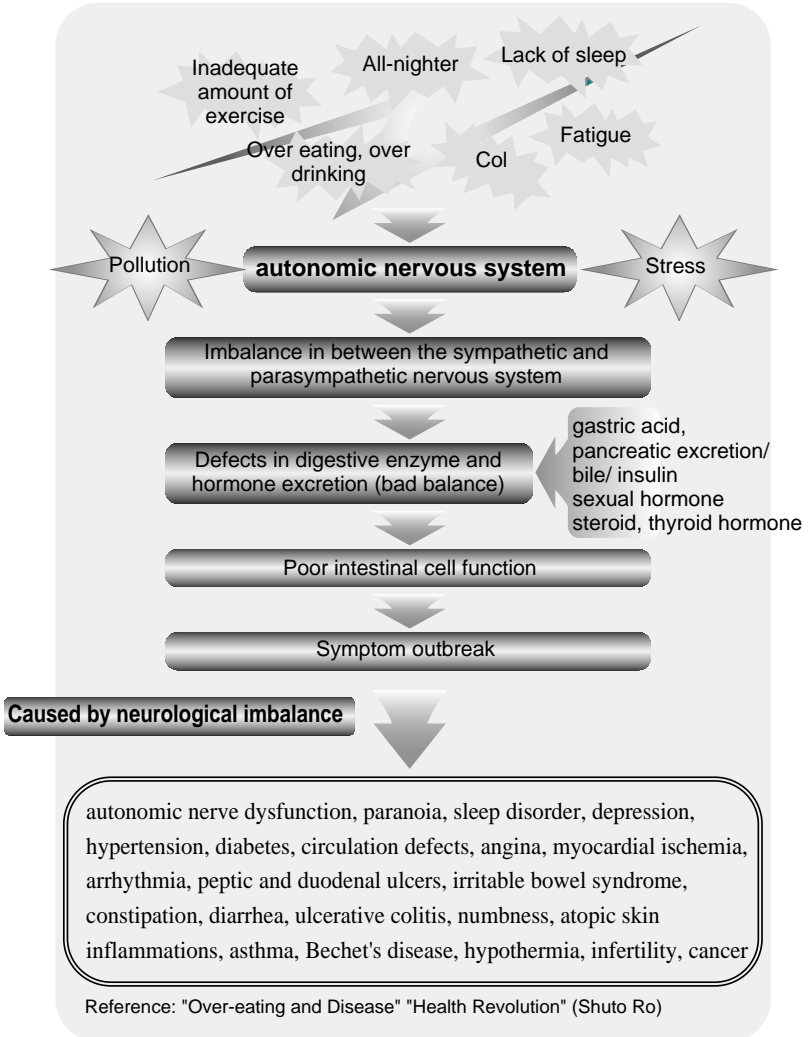 Inadequate
amount of
exercise
All-nighter
Lack of sleep
Over eating, over
drinking
Col
Fatigue
Pollution
autonomic nervous system
Stress
Imbalance in between the sympathetic and
parasympathetic nervous system
Defects in digestive enzyme and
hormone excretion (bad balance)
gastric acid,
pancreatic excretion/
bile/ insulin
sexual hormone
steroid, thyroid hormone
Poor intestinal cell function
Symptom outbreak
Caused by neurological imbalance
autonomic nerve dysfunction, paranoia, sleep disorder, depression,
hypertension, diabetes, circulation defects, angina, myocardial ischemia,
arrhythmia, peptic and duodenal ulcers, irritable bowel syndrome,
constipation, diarrhea, ulcerative colitis, numbness, atopic skin
inflammations, asthma, Bechet's disease, hypothermia, infertility, cancer
Reference: "Over-eating and Disease" "Health Revolution" (Shuto Ro)